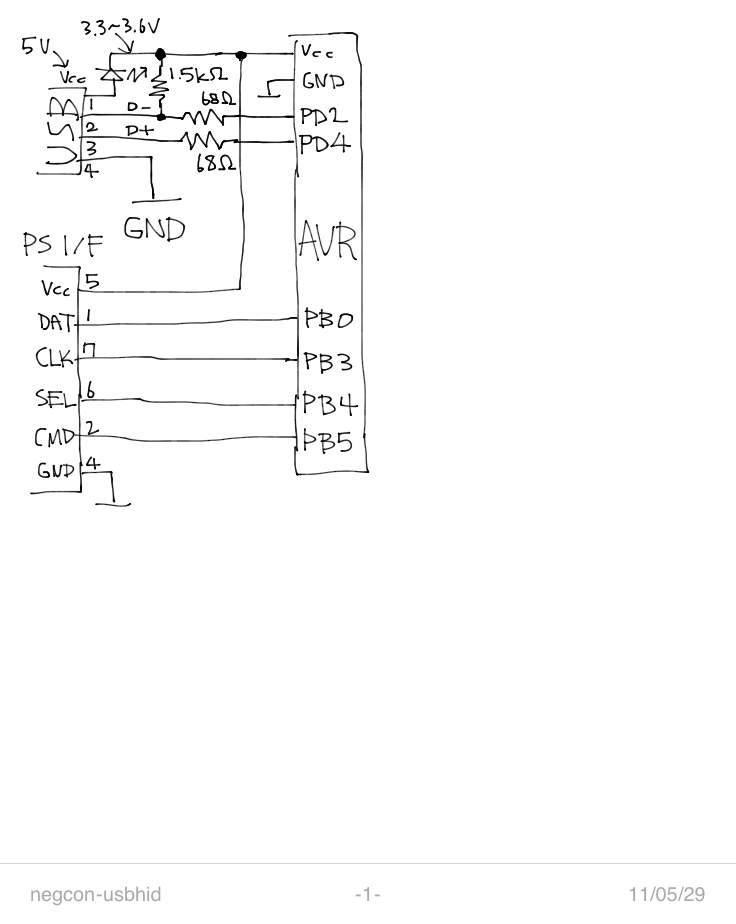 3.3~3.6V
5V
Vcc
1.5kΩ
Vcc
USB
1
D-
68Ω
GND
2
D+
PD2
3
68Ω
PD4
4
GND
PS I/F
AVR
Vcc 5
DAT 1 PB0
CLK 7 PB3
SEL 6 PB4
CMD 2 PB5
GND 4
negcon-usbhid -1- 11/05/29